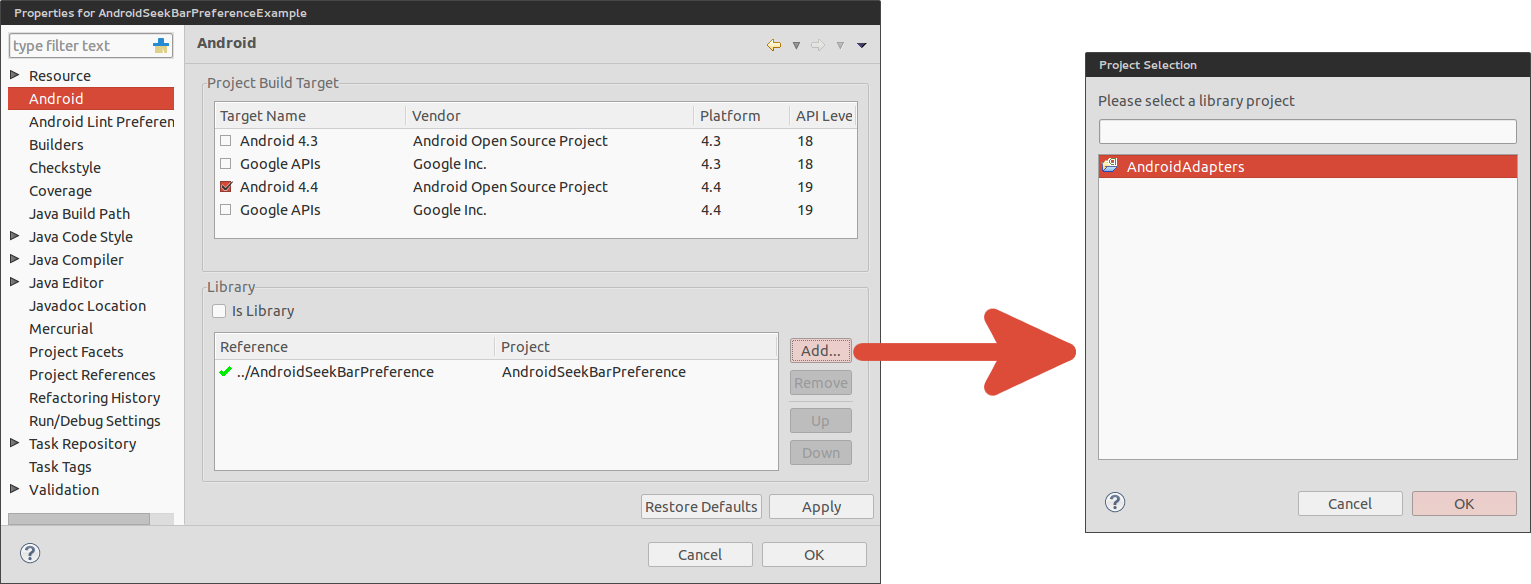 Properties for AndroidSeekBarPreferenceExample
type filter text
Resource
Android
Android Lint Preferen
Builders
Checkstyle
Coverage
Java Build Path
Java Code Style
Java Compiler
Java Editor
Javadoc Location
Mercurial
Project Facets
Project References
Refactoring History
Run/Debug Settings
Task Repository
Task Tags
Validation
Android
Project Build Target
Target Name Vendor Platform API Leve
Android 4.3 Android Open Source Project 4.3 18
Google APIs Google Inc. 4.3 18
Android 4.4 Android Open Source Project 4.4 19
Google APIs Google Inc. 4.4 19
Library
Is Library
Reference Project
../AndroidSeekBarPreference AndroidSeekBarPreference
Add...
Remove
Up
Down
Restore Defaults Apply
? Cancel OK
Project Selection
Please select a library project
AndroidAdapters
? Cancel OK